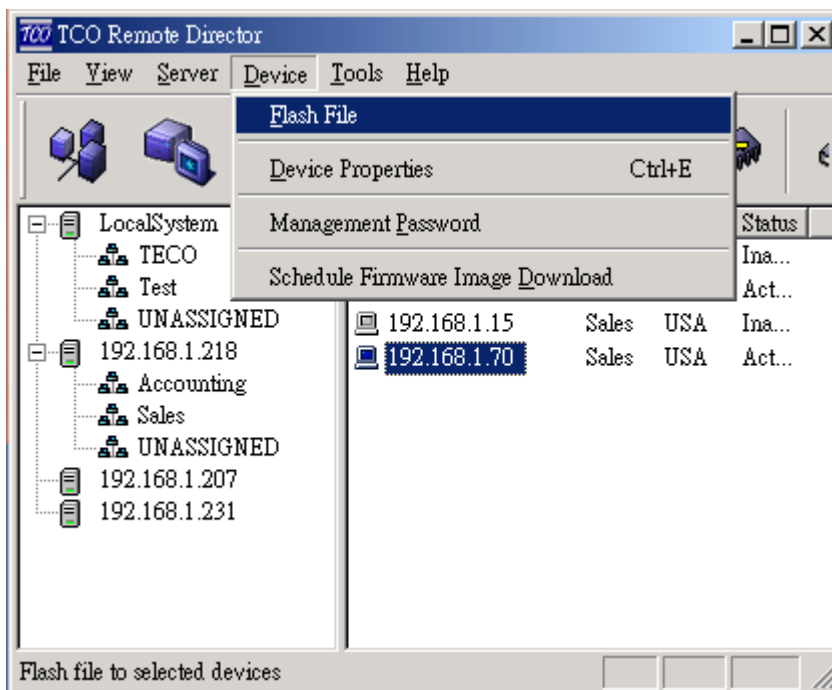 TCO TCO Remote Director
File View Server Device Tools Help
Flash File
Device Properties Ctrl+E
Management Password
Schedule Firmware Image Download
LocalSystem
TECO
Test
UNASSIGNED
192.168.1.218
Accounting
Sales
UNASSIGNED
192.168.1.207
192.168.1.231
Status
Ina...
Act...
192.168.1.15 Sales USA Ina...
192.168.1.70 Sales USA Act...
Flash file to selected devices